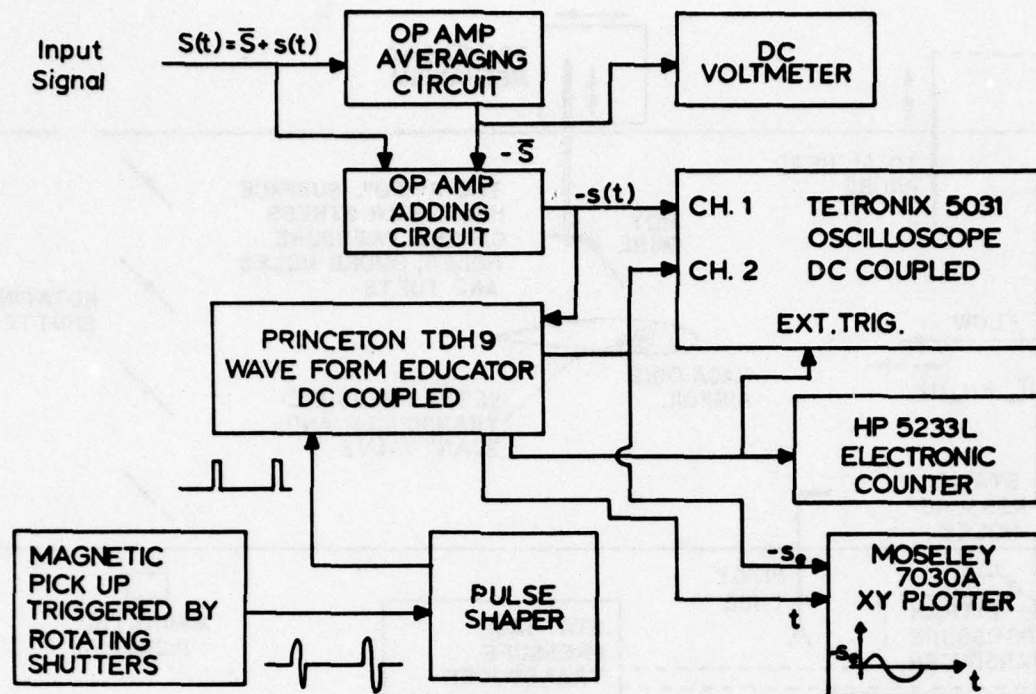 Input
Signal
S(t) = S̅ + s(t)
OP AMP
AVERAGING
CIRCUIT
DC
VOLTMETER
-S̅
OP AMP
ADDING
CIRCUIT
-s(t)
CH. 1
TETRONIX 5031
OSCILLOSCOPE
CH. 2
DC COUPLED
EXT. TRIG.
PRINCETON TDH9
WAVE FORM EDUCATOR
DC COUPLED
HP 5233L
ELECTRONIC
COUNTER
MAGNETIC
PICK UP
TRIGGERED BY
ROTATING
SHUTTERS
PULSE
SHAPER
-sₑ
t
MOSELEY
7030A
XY PLOTTER
-sₑ
t